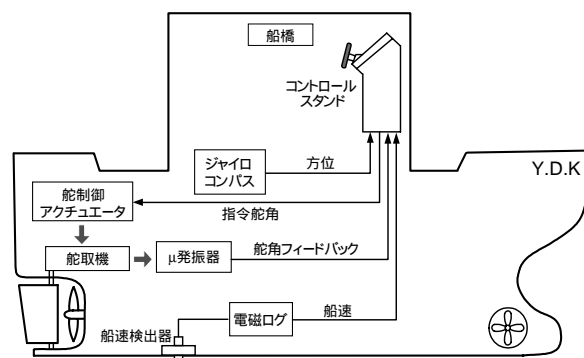 船橋
コントロール
スタンド
Y.D.K
ジャイロ
コンパス
方位
舵制御
アクチュエータ
指令舵角
舵取機
μ発振器
舵角フィードバック
電磁ログ
船速
船速検出器